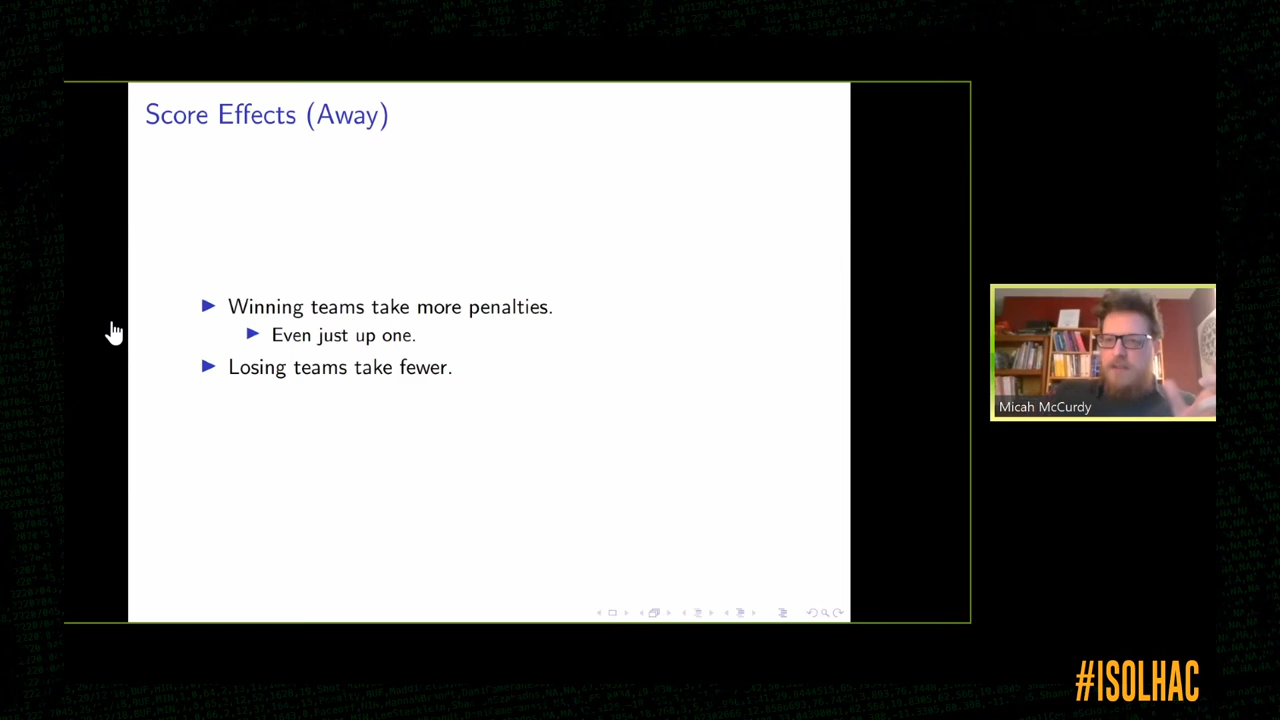 Score Effects (Away)
Winning teams take more penalties.
Even just up one.
Losing teams take fewer.
Micah McCurdy
#ISOLHAC